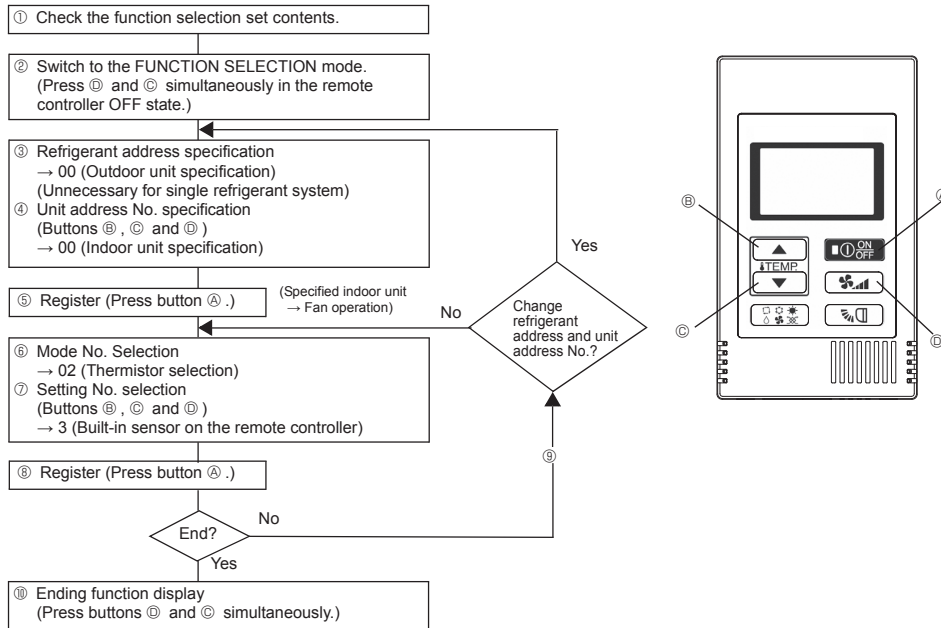 ① Check the function selection set contents.
② Switch to the FUNCTION SELECTION mode.
(Press Ⓓ and Ⓒ simultaneously in the remote
controller OFF state.)
③ Refrigerant address specification
→ 00 (Outdoor unit specification)
(Unnecessary for single refrigerant system)
④ Unit address No. specification
(Buttons Ⓑ , Ⓒ and Ⓓ )
→ 00 (Indoor unit specification)
⑤ Register (Press button Ⓐ .)
(Specified indoor unit
→ Fan operation)
No
Yes
Change
refrigerant
address and unit
address No.?
⑥ Mode No. Selection
→ 02 (Thermistor selection)
⑦ Setting No. selection
(Buttons Ⓑ , Ⓒ and Ⓓ )
→ 3 (Built-in sensor on the remote controller)
⑧ Register (Press button Ⓐ .)
⑨
End?
No
Yes
⑩ Ending function display
(Press buttons Ⓓ and Ⓒ simultaneously.)
Ⓑ
Ⓐ
ON
OFF
TEMP.
Ⓒ
Ⓓ